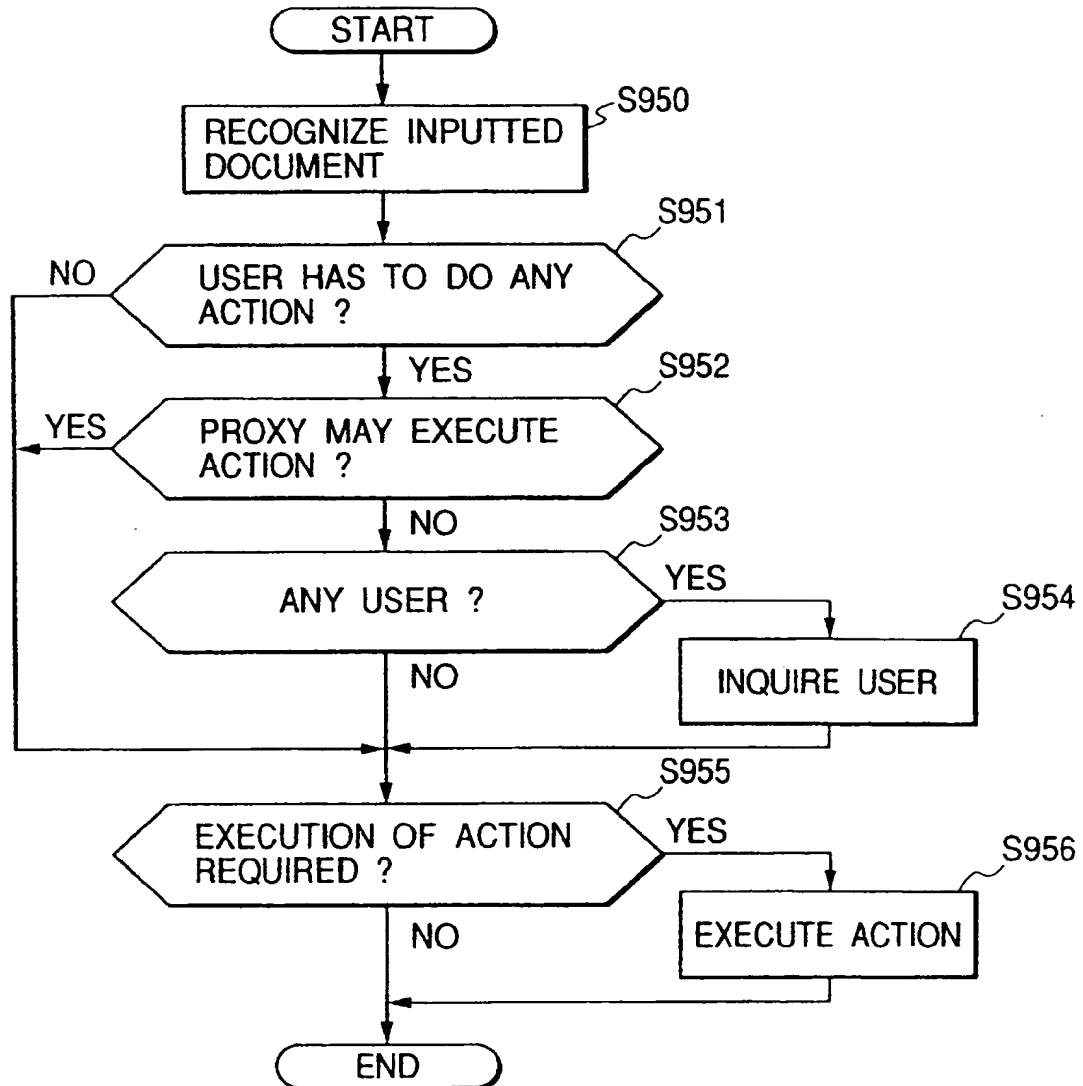 START
S950
RECOGNIZE INPUTTED
DOCUMENT
S951
NO
USER HAS TO DO ANY
ACTION ?
YES
S952
YES
PROXY MAY EXECUTE
ACTION ?
NO
S953
ANY USER ?
YES
S954
NO
INQUIRE USER
S955
EXECUTION OF ACTION
REQUIRED ?
YES
S956
NO
EXECUTE ACTION
END